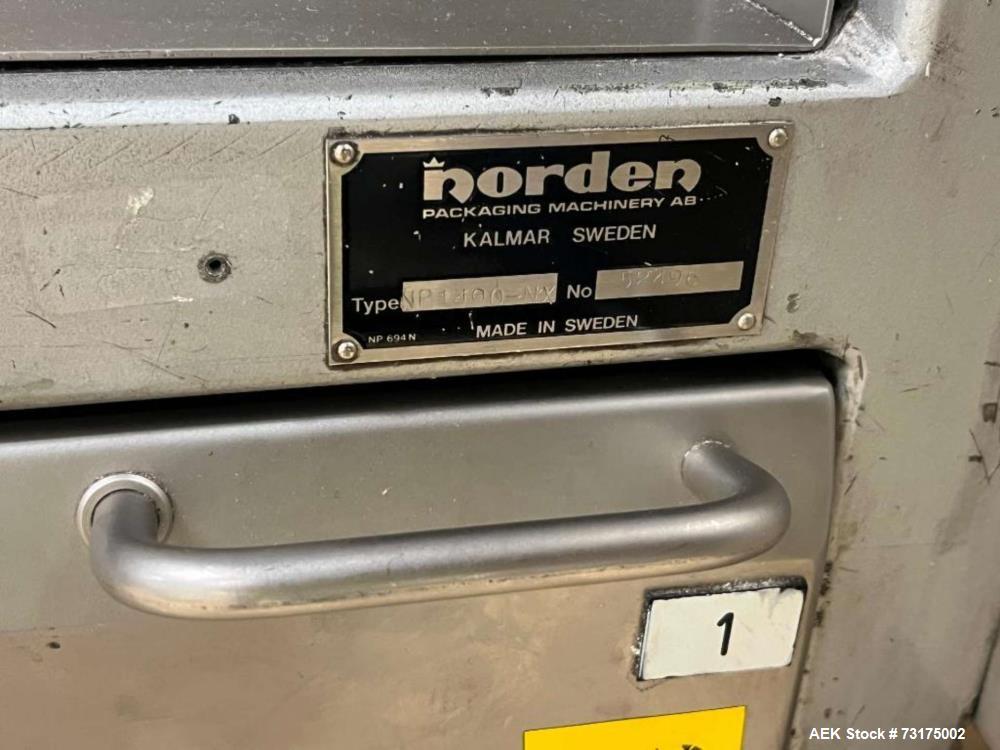 norden
PACKAGING MACHINERY AB
KALMAR SWEDEN
Type No
MADE IN SWEDEN
NP 694 N
1
AEK Stock # 73175002